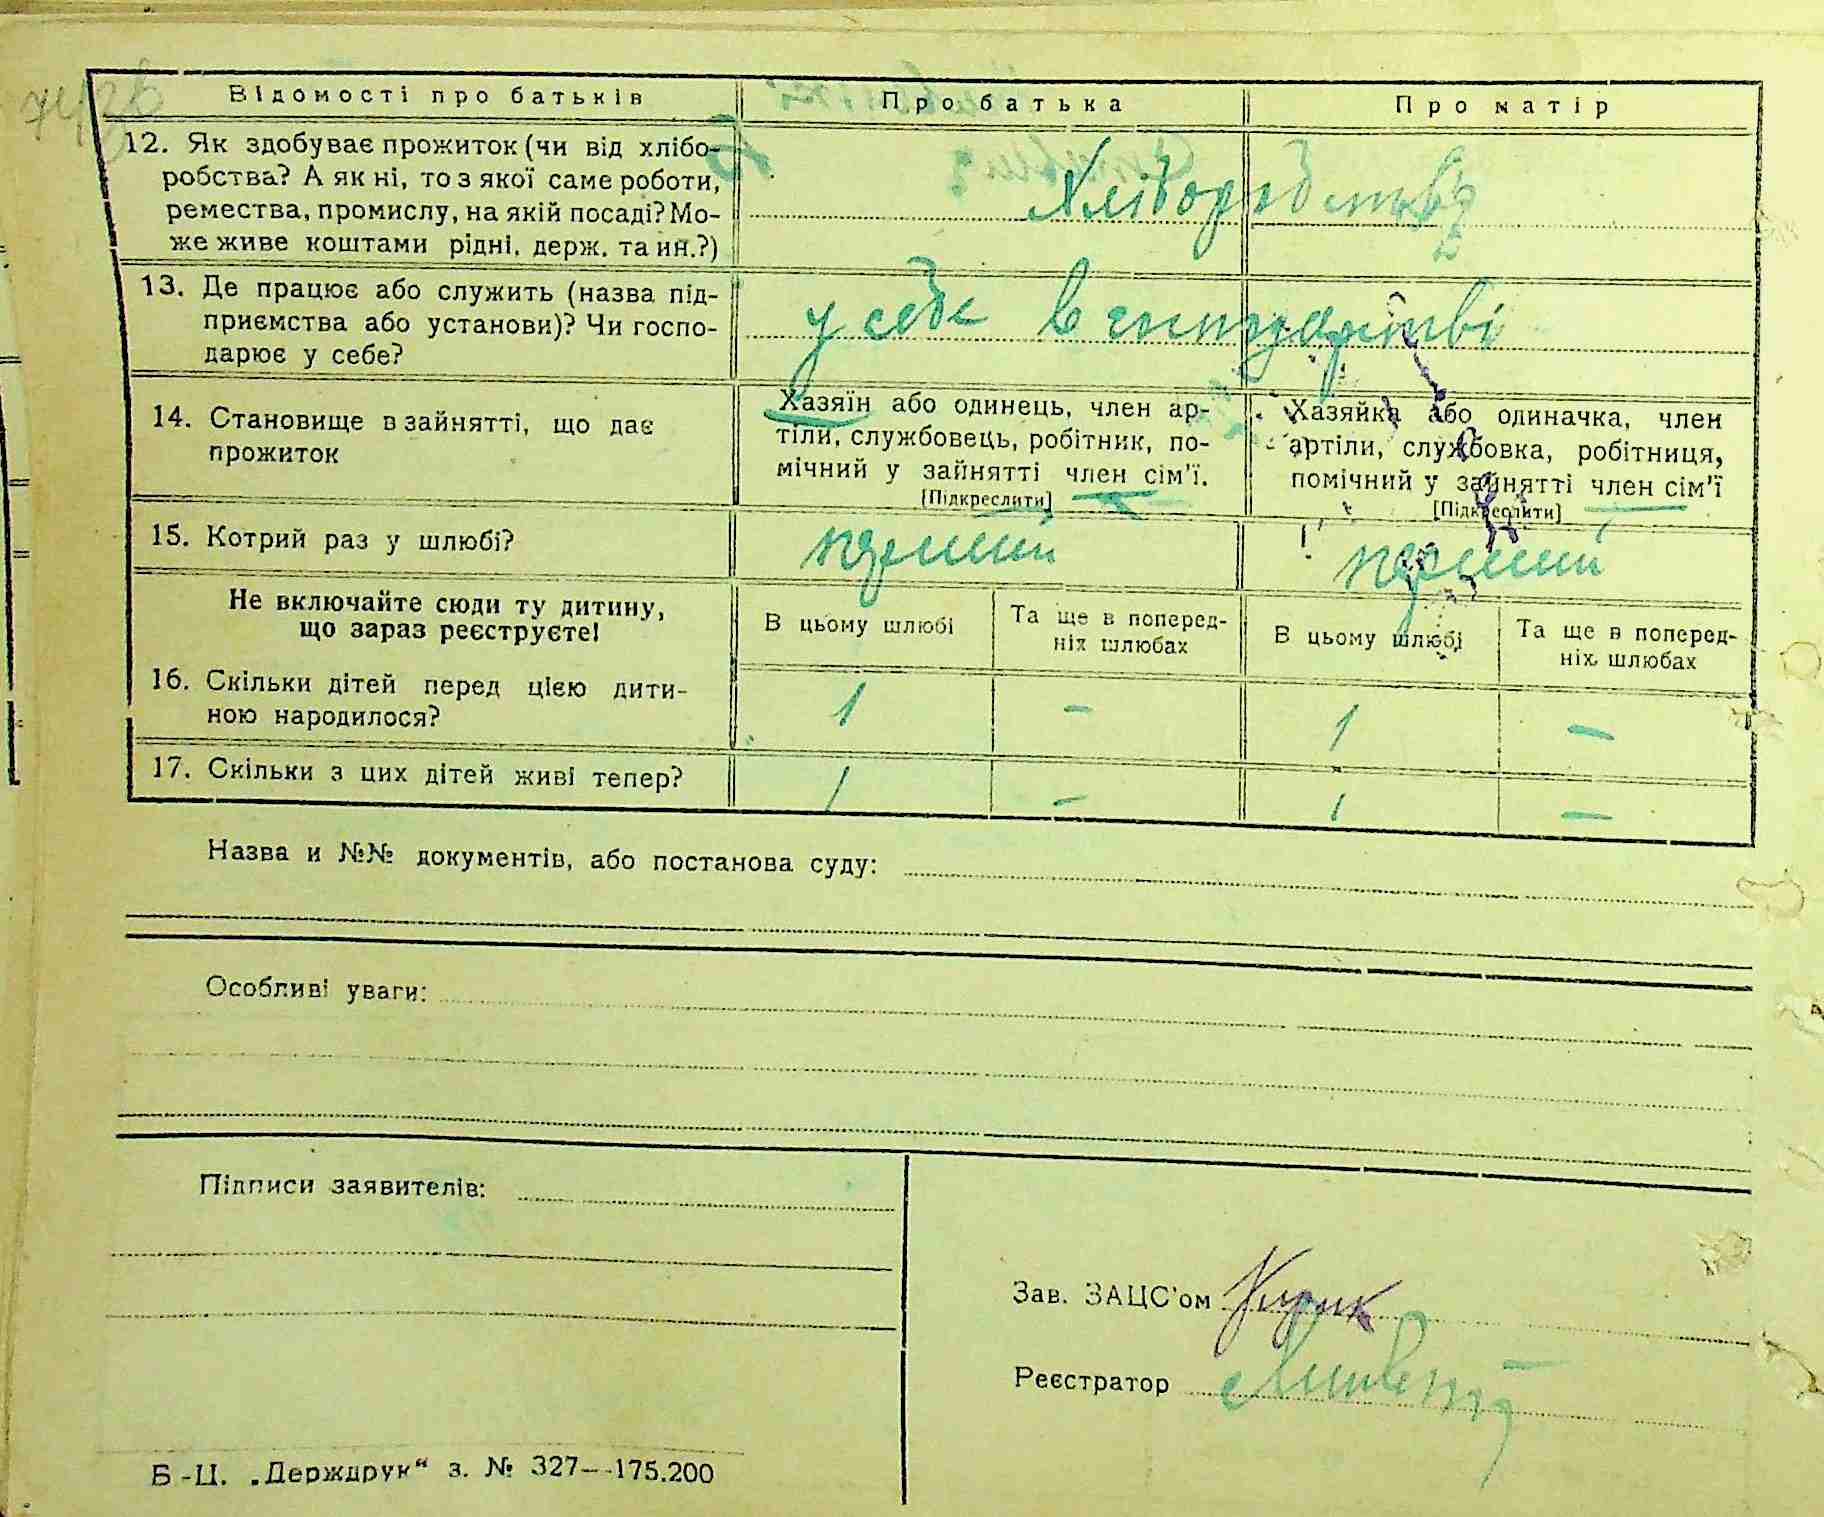 Відомості про батьків Про батька Про матір
12. Як здобуває прожиток (чи від хлібо-
робства? А як ні, то з якої саме роботи,
ремества, промислу, на якій посаді? Мо-
же живе коштами рідні, держ. та ин.?)
Хліборобство
13. Де працює або служить (назва під-
приємства або установи)? Чи госпо-
дарює у себе?
у себе в господарстві
14. Становище в зайнятті, що дає
прожиток
Хазяїн або одинець, член ар-
тіли, службовець, робітник, по-
мічний у зайнятті член сім'ї.
[Підкреслити]
Хазяйка або одиначка, член
артіли, службовка, робітниця,
помічний у зайнятті член сім'ї
[Підкреслити]
15. Котрий раз у шлюбі? перший перший
Не включайте сюди ту дитину,
що зараз реєструєте!
В цьому шлюбі
Та ще в поперед-
ніх шлюбах
В цьому шлюбі
Та ще в поперед-
ніх шлюбах
16. Скільки дітей перед цією дити-
ною народилося?
1 - 1 -
17. Скільки з цих дітей живі тепер? 1 - 1 -
Назва и №№ документів, або постанова суду:
Особливі уваги:
Підписи заявителів:
Зав. ЗАЦС'ом
Реєстратор
Б-Ц. „Держдрук“ з. № 327—175.200